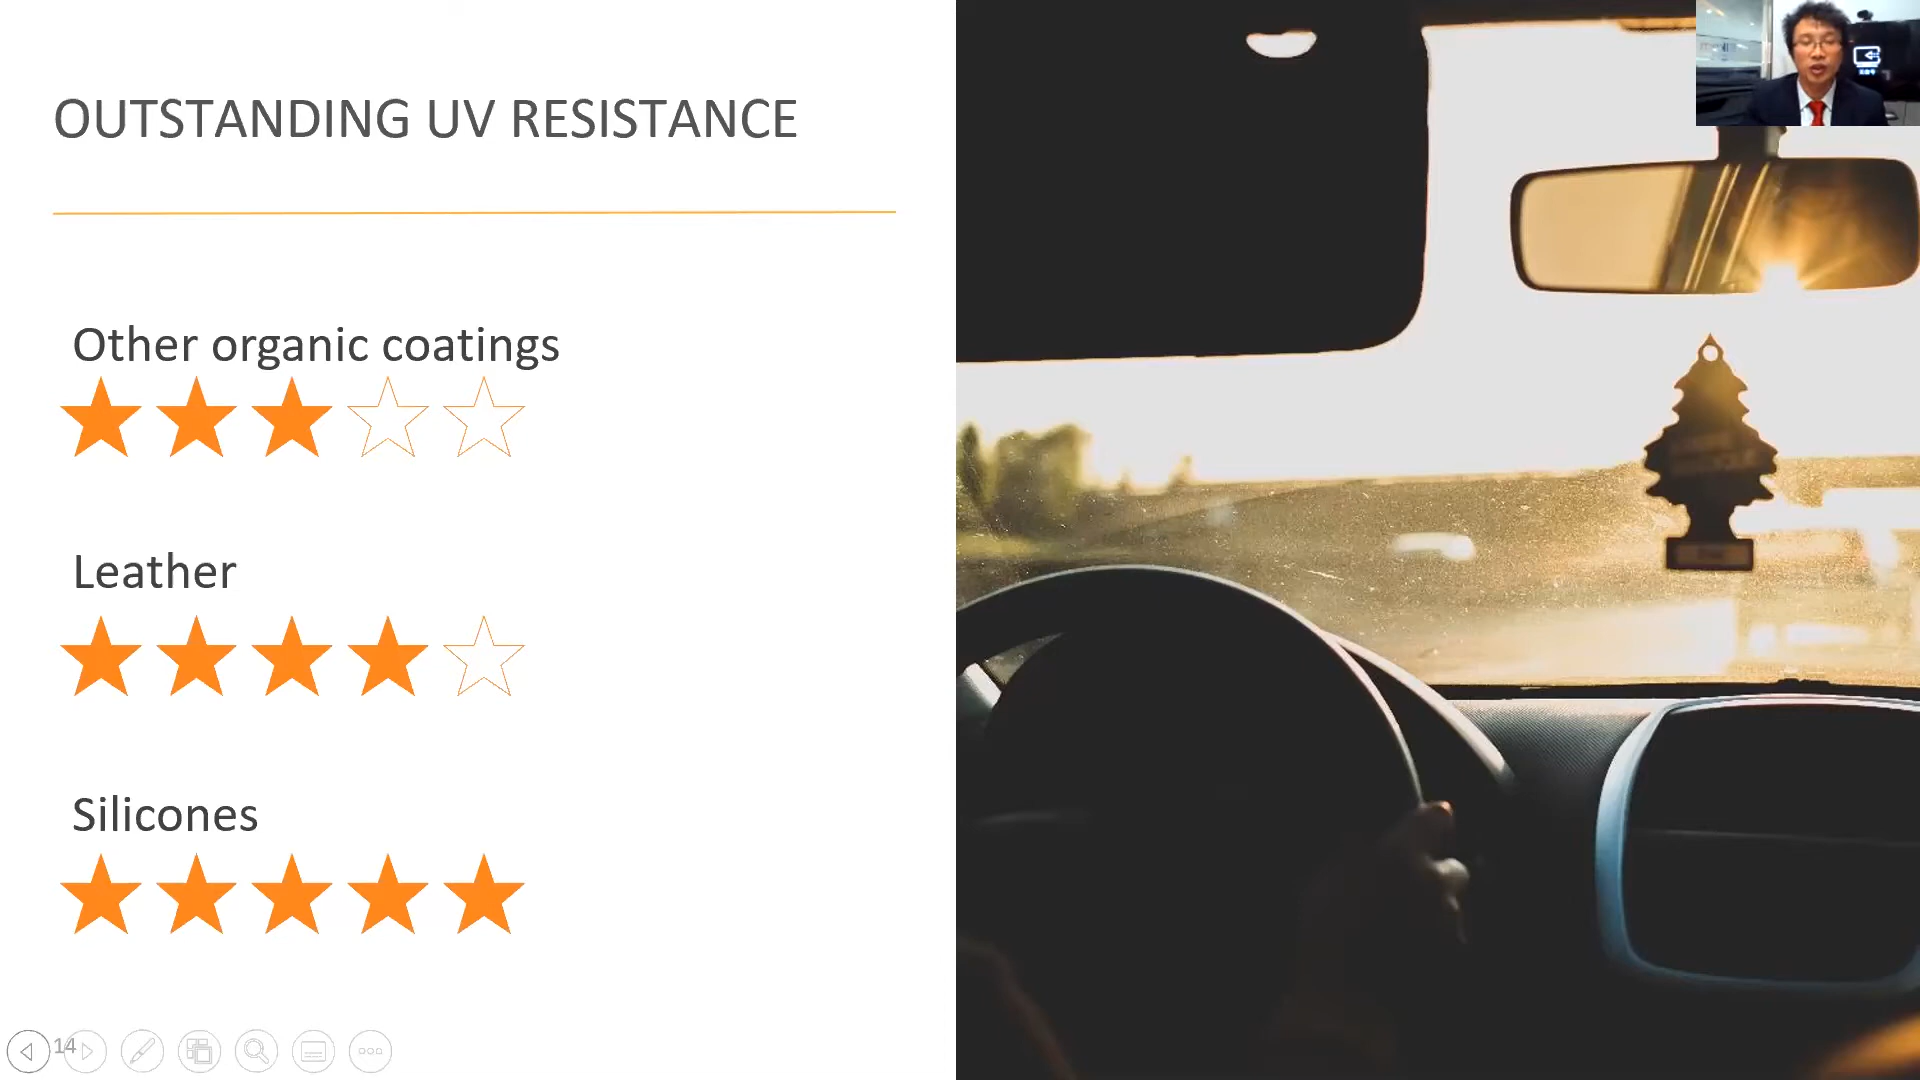 OUTSTANDING UV RESISTANCE
Other organic coatings
Leather
Silicones
14